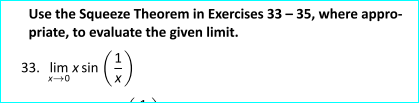 Use the Squeeze Theorem in Exercises 33 – 35, where appro-
priate, to evaluate the given limit.
33. lim x→0 x sin (1/x)